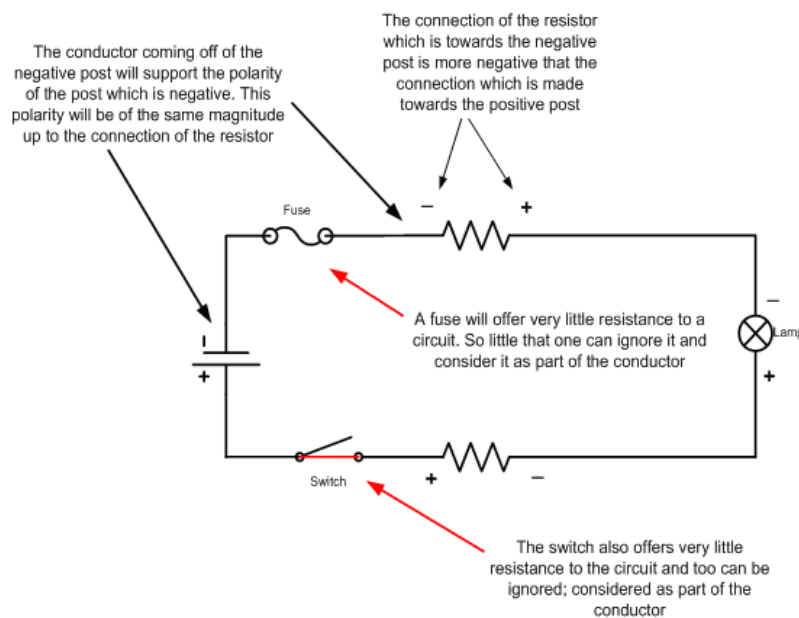 The connection of the resistor
which is towards the negative
post is more negative that the
connection which is made
towards the positive post
The conductor coming off of the
negative post will support the polarity
of the post which is negative. This
polarity will be of the same magnitude
up to the connection of the resistor
Fuse
− +
A fuse will offer very little resistance to a
circuit. So little that one can ignore it and
consider it as part of the conductor
−
Lamp
+
−
+
Switch
+ −
The switch also offers very little
resistance to the circuit and too can be
ignored; considered as part of the
conductor